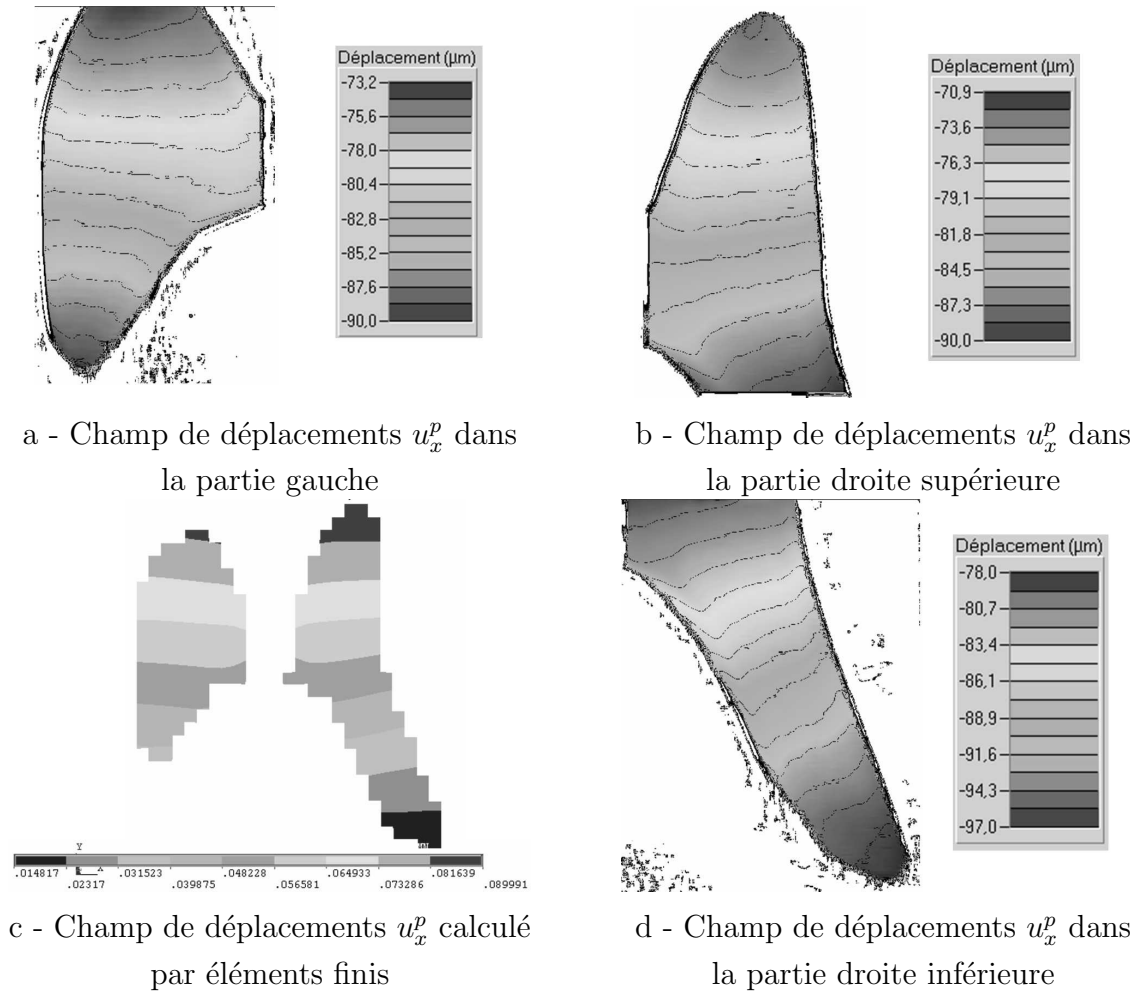 Déplacement (µm)
-73,2
-75,6
-78,0
-80,4
-82,8
-85,2
-87,6
-90,0
Déplacement (µm)
-70,9
-73,6
-76,3
-79,1
-81,8
-84,5
-87,3
-90,0
a - Champ de déplacements $u_x^p$ dans
la partie gauche
b - Champ de déplacements $u_x^p$ dans
la partie droite supérieure
Y
.014817 .031523 .048228 .064933 .081639
.02317 .039875 .056581 .073286 .089991
Déplacement (µm)
-78,0
-80,7
-83,4
-86,1
-88,9
-91,6
-94,3
-97,0
c - Champ de déplacements $u_x^p$ calculé
par éléments finis
d - Champ de déplacements $u_x^p$ dans
la partie droite inférieure